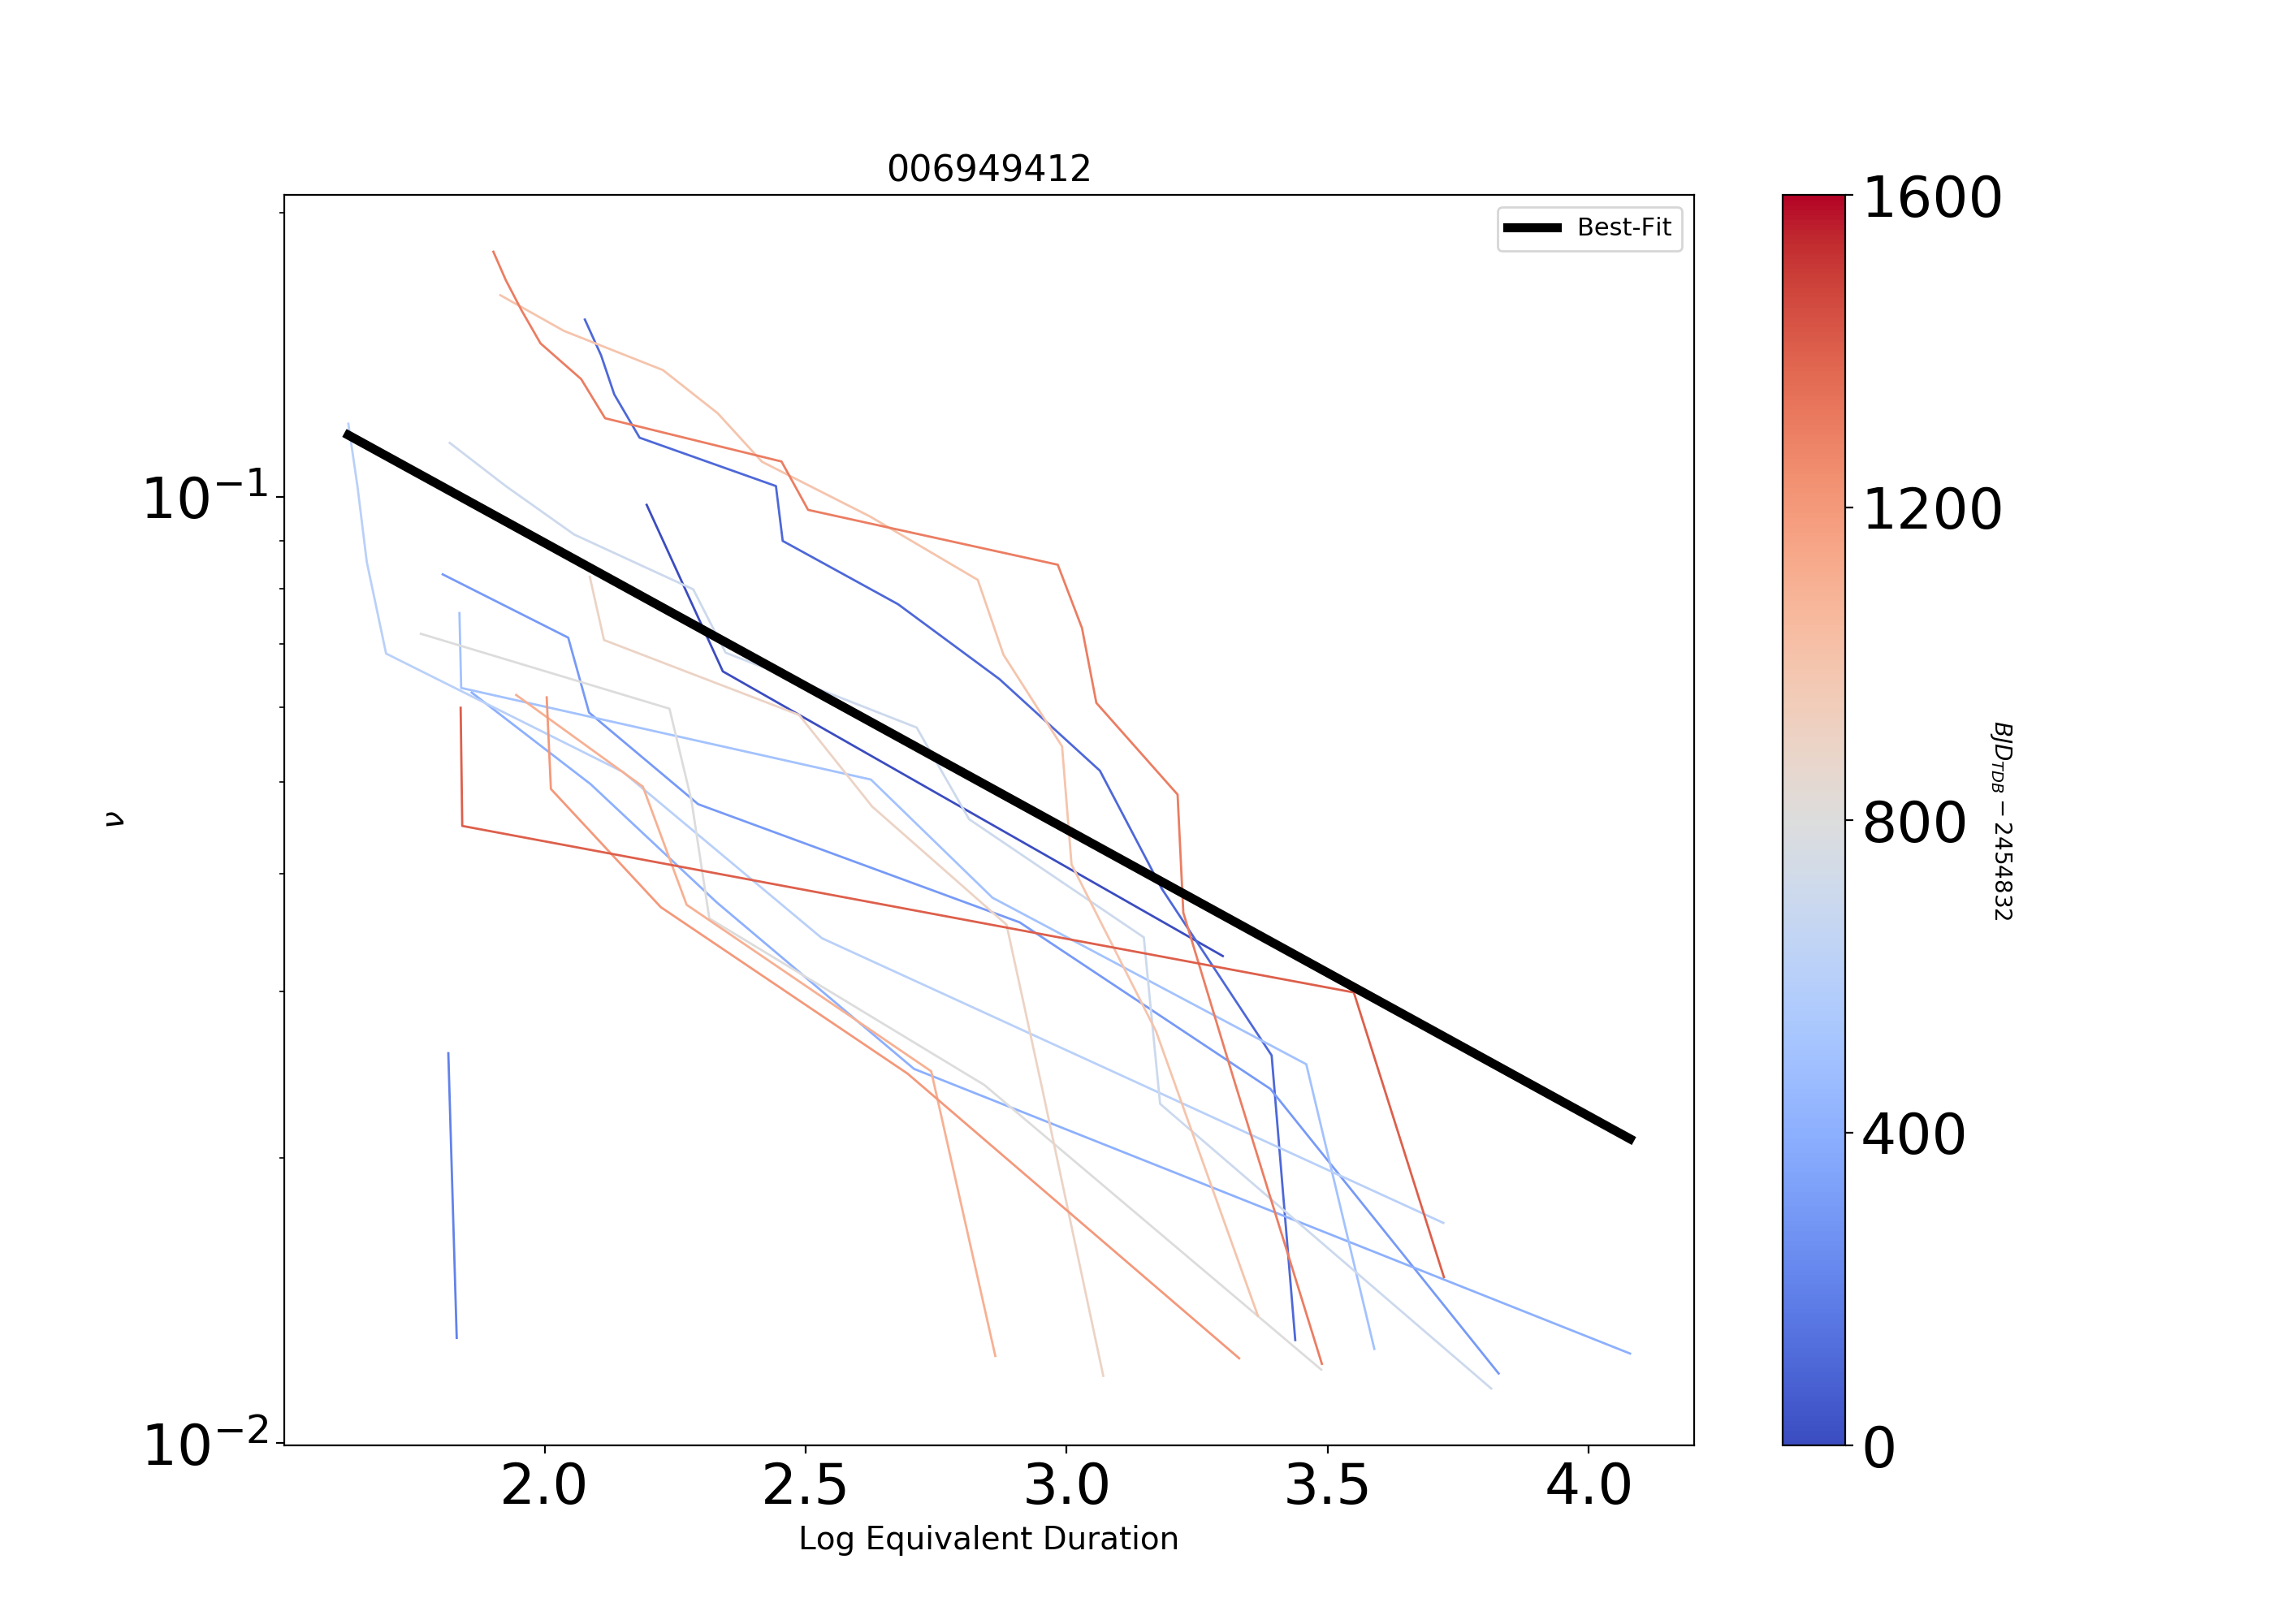 006949412
Best-Fit
10⁻¹
10⁻²
ν
2.0 2.5 3.0 3.5 4.0
Log Equivalent Duration
1600
1200
800
400
0
BJD_TDB − 2454832